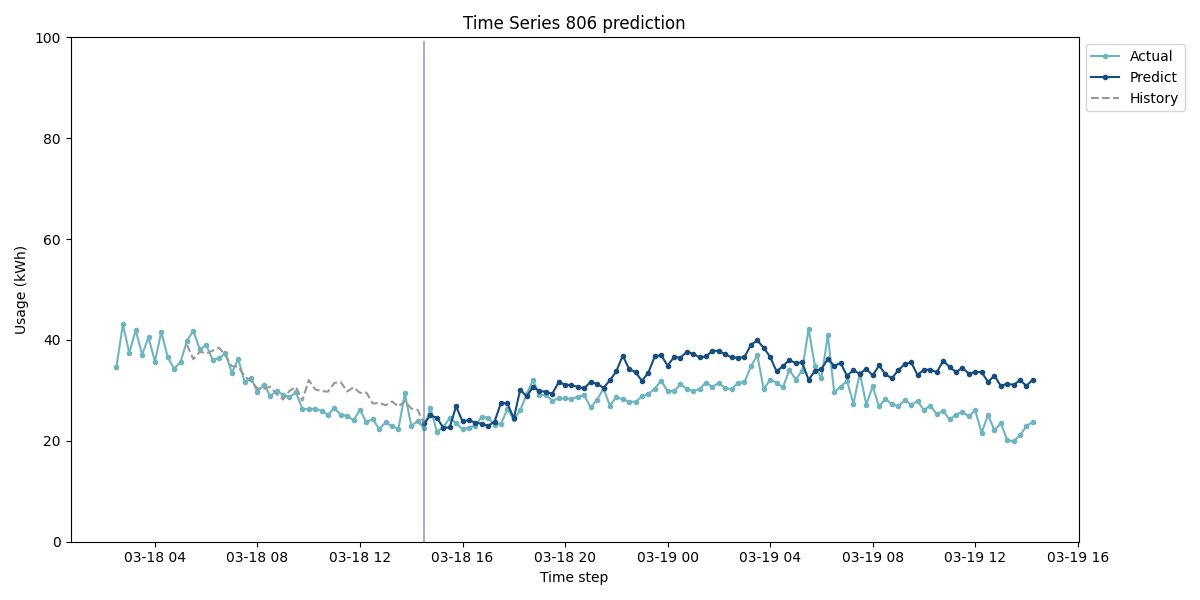 Time Series 806 prediction
100
80
60
40
20
0
Usage (kWh)
03-18 04
03-18 08
03-18 12
03-18 16
03-18 20
03-19 00
03-19 04
03-19 08
03-19 12
03-19 16
Time step
Actual
Predict
History